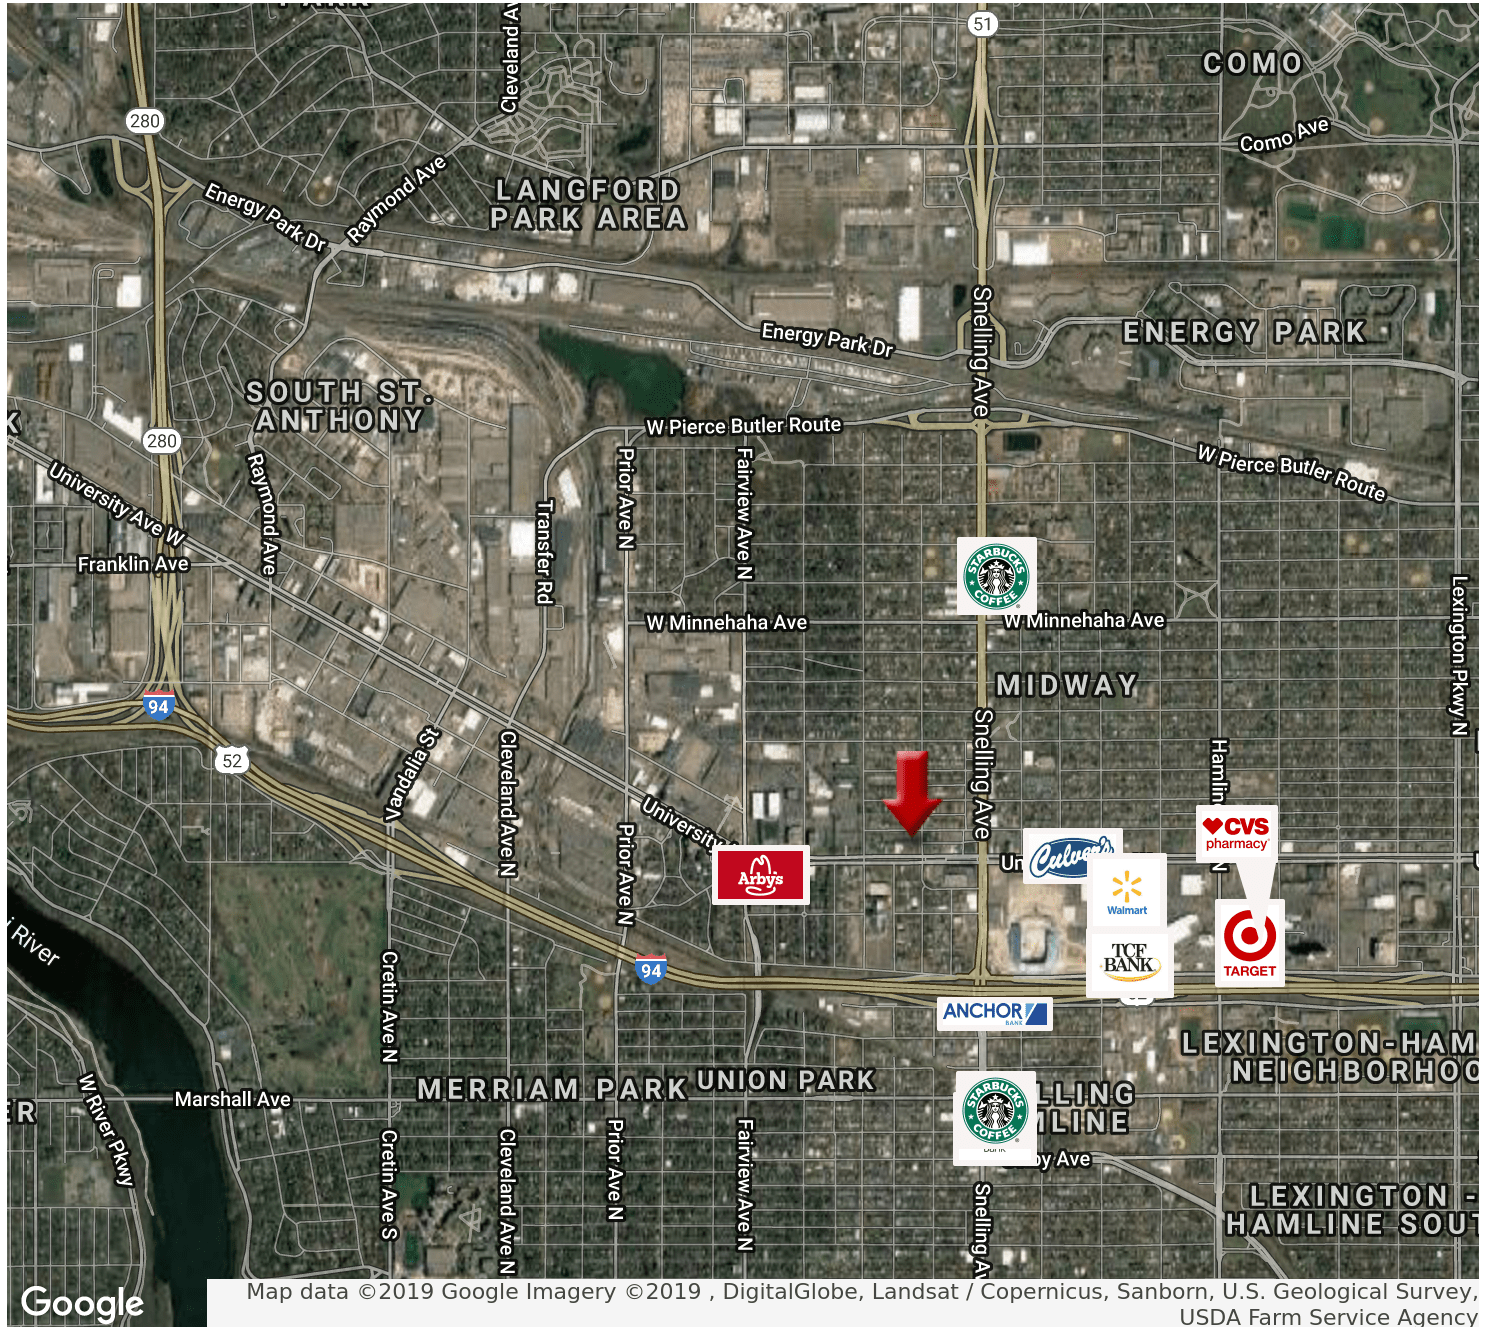 PARK
Cleveland Av
51
COMO
280
Como Ave
Raymond Ave
Energy Park Dr
LANGFORD
PARK AREA
Snelling Ave
Energy Park Dr
ENERGY PARK
SOUTH ST.
ANTHONY
K
W Pierce Butler Route
280
W Pierce Butler Route
University Ave W
Raymond Ave
Prior Ave N
Fairview Ave N
Transfer Rd
Franklin Ave
STARBUCKS
COFFEE
W Minnehaha Ave
W Minnehaha Ave
Lexington Pkwy N
MIDWAY
94
52
Vandalia St
Cleveland Ave N
Snelling Ave
Hamlin
N
University
CVS
pharmacy
Prior Ave N
Arby's
Un
Culver's
Walmart
TCF
BANK
TARGET
i River
94
Cretin Ave N
ANCHOR
BANK
LEXINGTON-HAM
NEIGHBORHOO
MERRIAM PARK
UNION PARK
STARBUCKS
COFFEE
LLING
MLINE
ER
W River Pkwy
Marshall Ave
Cretin Ave S
Cleveland Ave N
Prior Ave N
Fairview Ave N
by Ave
Snelling Av
LEXINGTON -
HAMLINE SOUT
Google
Map data ©2019 Google Imagery ©2019 , DigitalGlobe, Landsat / Copernicus, Sanborn, U.S. Geological Survey,
USDA Farm Service Agency